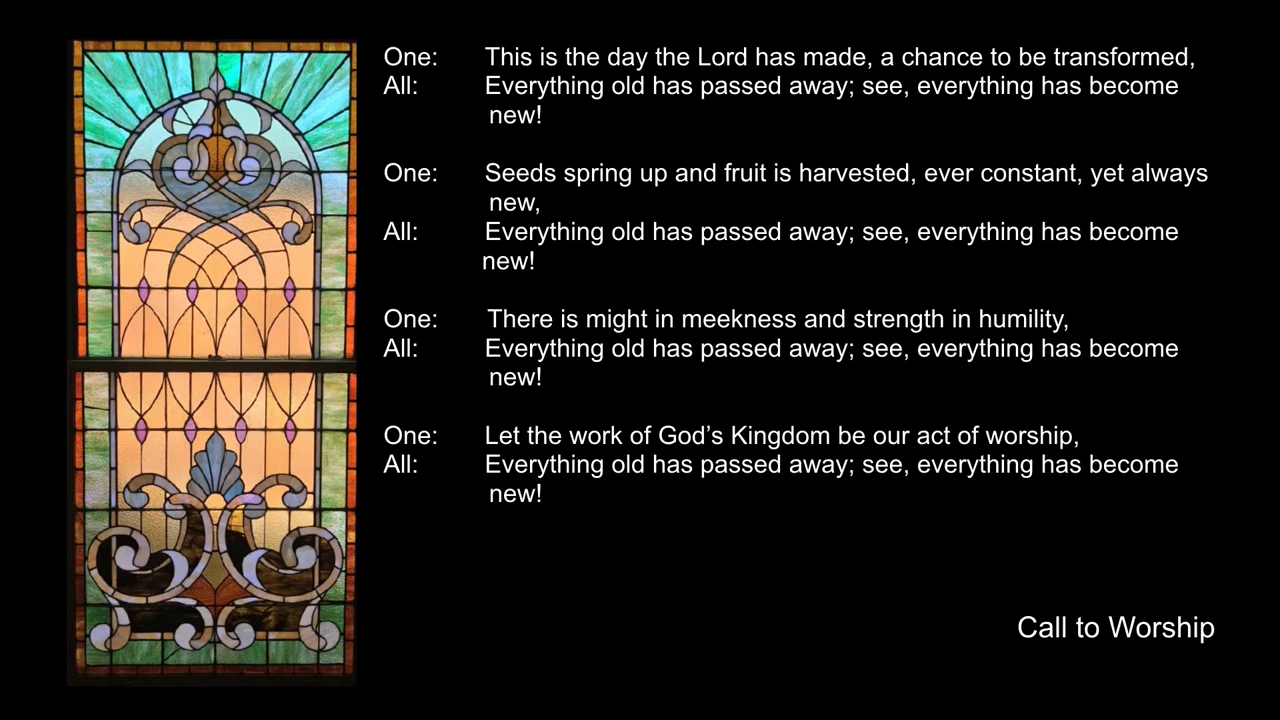 One: This is the day the Lord has made, a chance to be transformed,
All: Everything old has passed away; see, everything has become
new!
One: Seeds spring up and fruit is harvested, ever constant, yet always
new,
All: Everything old has passed away; see, everything has become
new!
One: There is might in meekness and strength in humility,
All: Everything old has passed away; see, everything has become
new!
One: Let the work of God’s Kingdom be our act of worship,
All: Everything old has passed away; see, everything has become
new!
Call to Worship